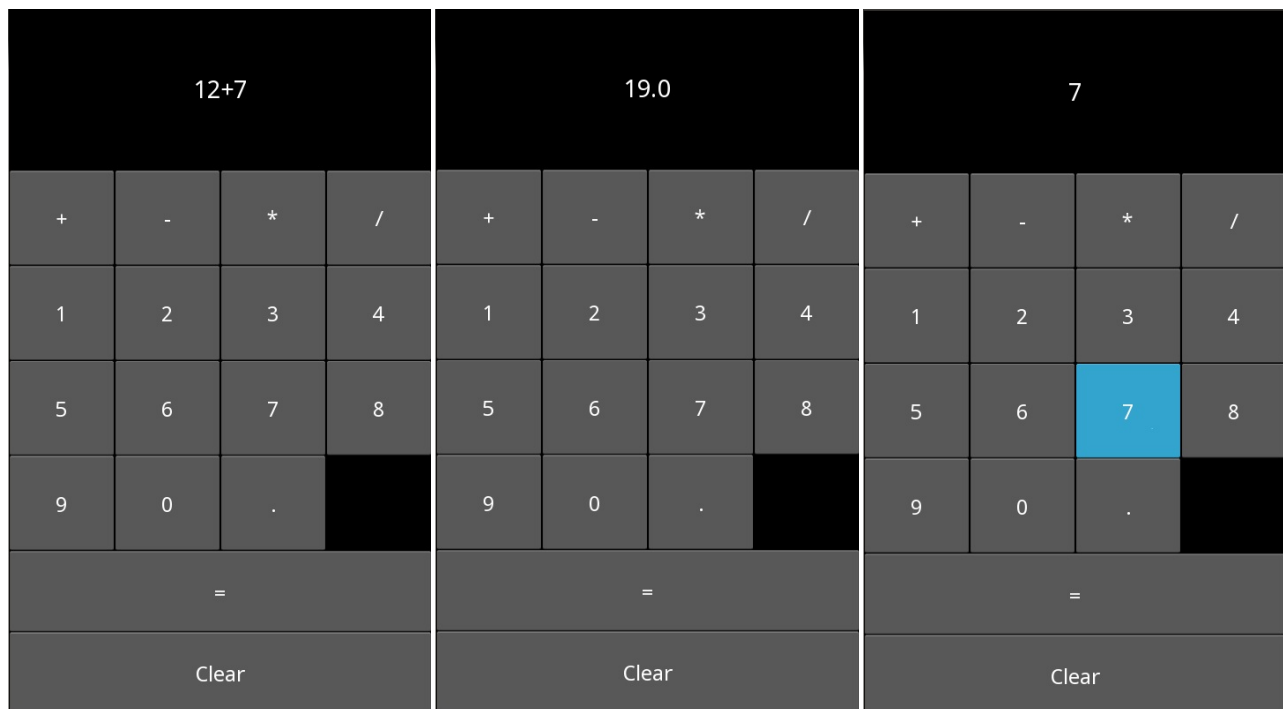 12+7
+ - * /
1 2 3 4
5 6 7 8
9 0 .
=
Clear
19.0
+ - * /
1 2 3 4
5 6 7 8
9 0 .
=
Clear
7
+ - * /
1 2 3 4
5 6 7 8
9 0 .
=
Clear